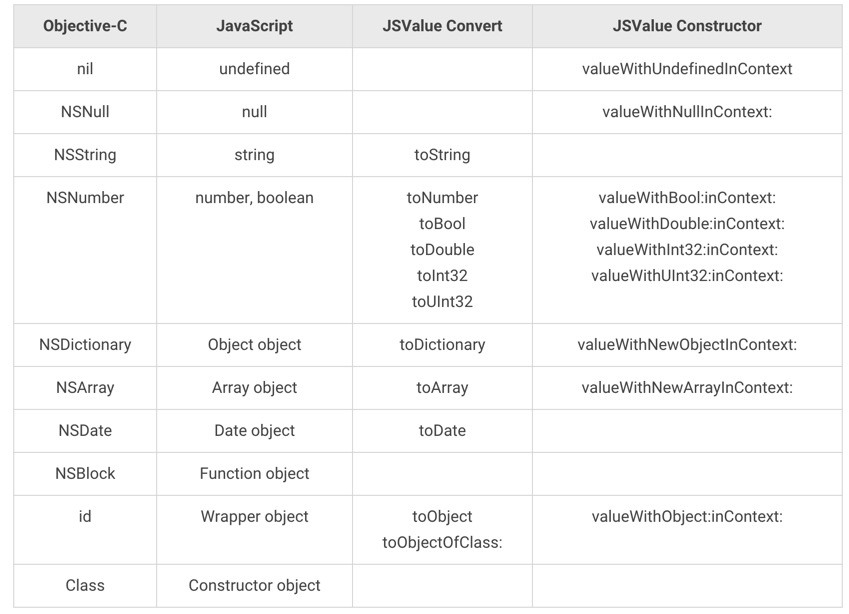 Objective-C JavaScript JSValue Convert JSValue Constructor
nil undefined valueWithUndefinedInContext
NSNull null valueWithNullInContext:
NSString string toString
NSNumber number, boolean toNumber valueWithBool:inContext:
toBool valueWithDouble:inContext:
toDouble valueWithInt32:inContext:
toInt32 valueWithUInt32:inContext:
toUInt32
NSDictionary Object object toDictionary valueWithNewObjectInContext:
NSArray Array object toArray valueWithNewArrayInContext:
NSDate Date object toDate
NSBlock Function object
id Wrapper object toObject valueWithObject:inContext:
toObjectOfClass:
Class Constructor object